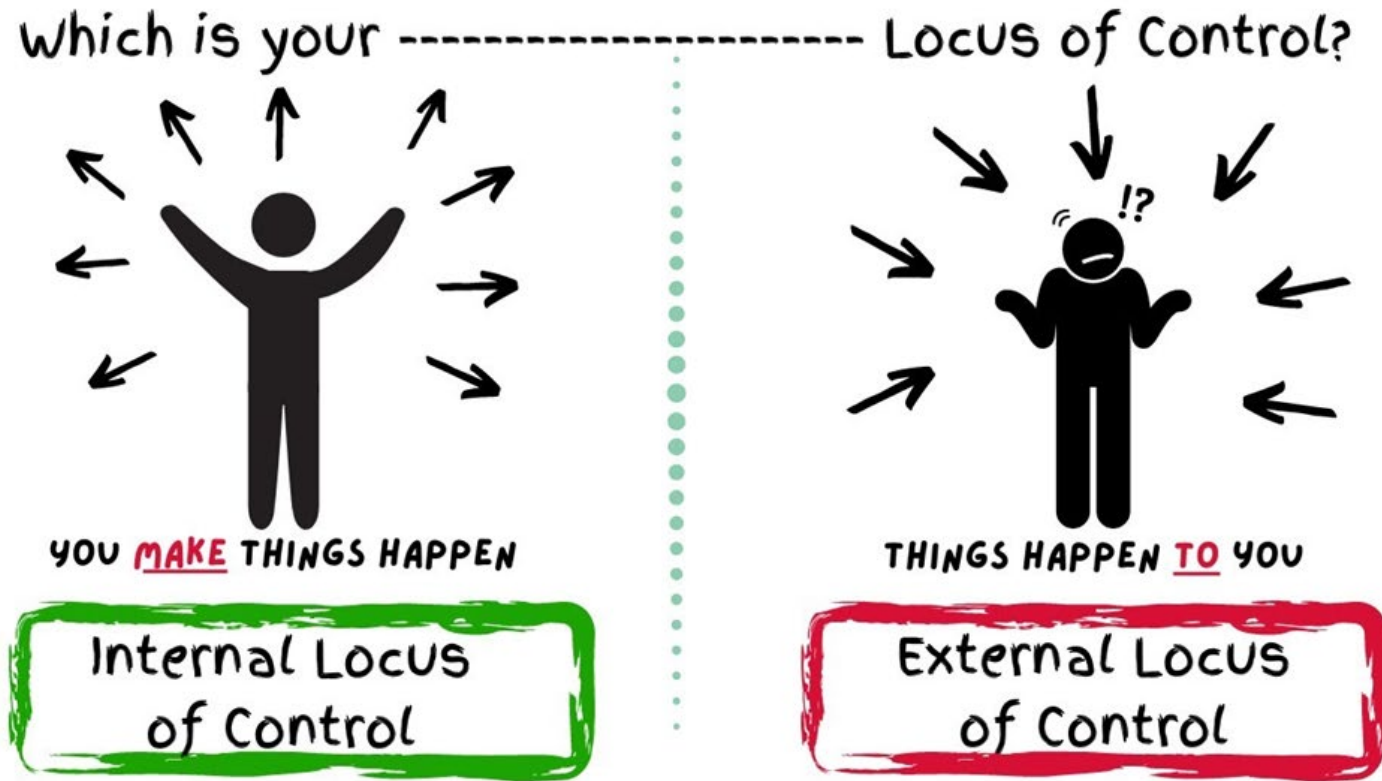 Which is your ---------------------- Locus of Control?
!?
YOU MAKE THINGS HAPPEN
Internal Locus
of Control
THINGS HAPPEN TO YOU
External Locus
of Control